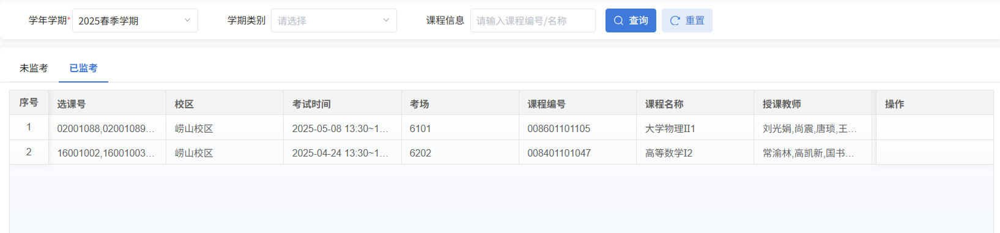 学年学期* 2025春季学期 学期类别 请选择 课程信息 请输入课程编号/名称 查询 重置
未监考 已监考
序号 选课号 校区 考试时间 考场 课程编号 课程名称 授课教师 操作
1 02001088,02001089... 崂山校区 2025-05-08 13:30~1... 6101 008601101105 大学物理II1 刘光娟,尚震,唐琐,王...
2 16001002,16001003... 崂山校区 2025-04-24 13:30~1... 6202 008401101047 高等数学I2 常渝林,高凯新,国书...